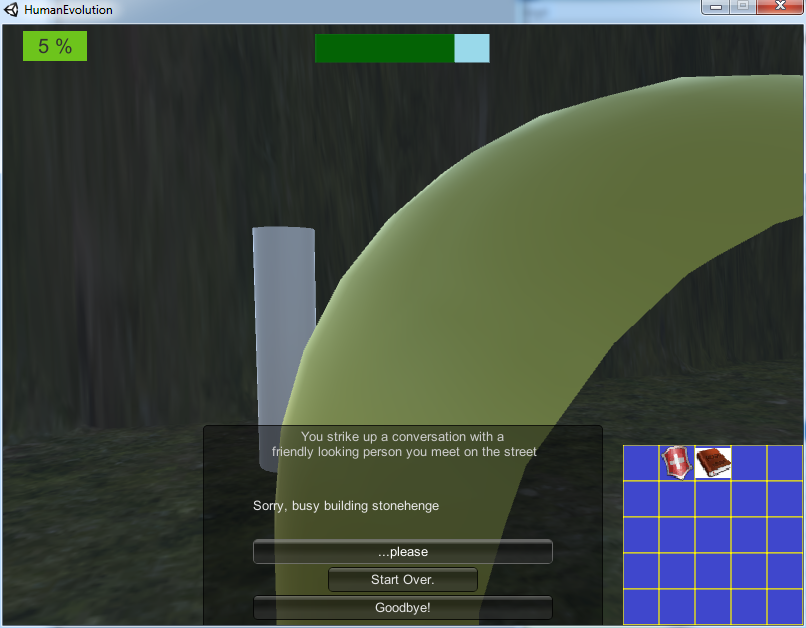 HumanEvolution
5 %
You strike up a conversation with a
friendly looking person you meet on the street
Sorry, busy building stonehenge
...please
Start Over.
Goodbye!